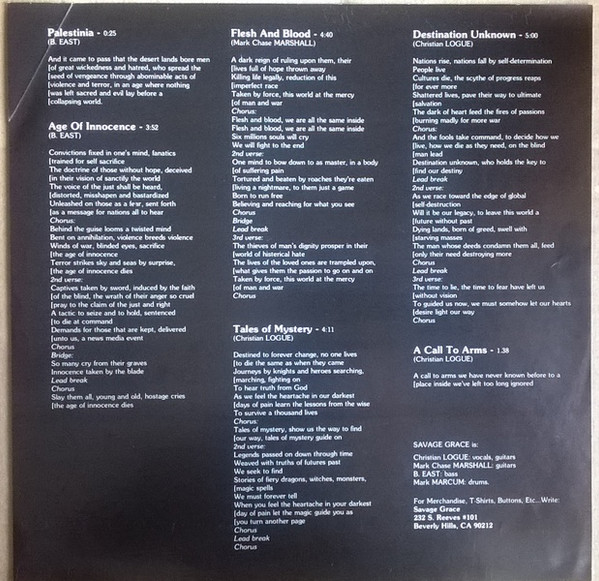 Palestinia - 0:25
(B. EAST)
And it came to pass that the desert lands bore men
[of great wickedness and hatred, who spread the
[seed of vengeance through abominable acts of
[violence and terror, in an age where nothing
[was left sacred and evil lay before a
[collapsing world.
Age Of Innocence - 3:52
(B. EAST)
Convictions fixed in one's mind, fanatics
[trained for self sacrifice
The doctrine of those without hope, deceived
[in their vision of sanctify the world
The voice of the just shall be heard,
[distorted, misshapen and bastardized
Unleashed on those as a fear, sent forth
[as a message for nations all to hear
Chorus:
Behind the guise looms a twisted mind
Bent on annihilation, violence breeds violence
Winds of war, blinded eyes, sacrifice
[the age of innocence
Terror strikes sky and seas by surprise,
[the age of innocence dies
2nd verse:
Captives taken by sword, induced by the faith
[of the blind, the wrath of their anger so cruel
[pray to the claim of the just and right
A tactic to seize and to hold, sentenced
[to die at command
Demands for those that are kept, delivered
[unto us, a news media event
Chorus
Bridge:
So many cry from their graves
Innocence taken by the blade
Lead break
Chorus
Slay them all, young and old, hostage cries
[the age of innocence dies
Flesh And Blood - 4:40
(Mark Chase MARSHALL)
A dark reign of ruling upon them, their
[lives full of hope thrown away
Killing life legally, reduction of this
[imperfect race
Taken by force, this world at the mercy
[of man and war
Chorus:
Flesh and blood, we are all the same inside
Flesh and blood, we are all the same inside
Six millions souls will cry
We will fight to the end
2nd verse:
One mind to bow down to as master, in a body
[of suffering pain
Tortured and beaten by roaches they're eaten
[living a nightmare, to them just a game
Born to run free
Believing and reaching for what you see
Chorus
Bridge
Lead break
3rd verse:
The thieves of man's dignity prosper in their
[world of histerical hate
The lives of the loved ones are trampled upon,
[what gives them the passion to go on and on
Taken by force, this world at the mercy
[of man and war
Chorus
Tales of Mystery - 4:11
(Christian LOGUE)
Destined to forever change, no one lives
[to die the same as when they came
Journeys by knights and heroes searching,
[marching, fighting on
To hear truth from God
As we feel the heartache in our darkest
[days of pain learn the lessons from the wise
To survive a thousand lives
Chorus:
Tales of mystery, show us the way to find
[our way, tales of mystery guide on
2nd verse:
Legends passed on down through time
Weaved with truths of futures past
We seek to find
Stories of fiery dragons, witches, monsters,
[magic spells
We must forever tell
When you feel the heartache in your darkest
[day of pain let the magic guide you as
[you turn another page
Chorus
Lead break
Chorus
Destination Unknown - 5:00
(Christian LOGUE)
Nations rise, nations fall by self-determination
People live
Cultures die, the scythe of progress reaps
[for ever more
Shattered lives, pave their way to ultimate
[salvation
The dark of heart feed the fires of passions
[burning madly for more war
Chorus:
And the fools take command, to decide how we
[live, how we die as they need, on the blind
[man lead
Destination unknown, who holds the key to
[find our destiny
Lead break
2nd verse:
As we race toward the edge of global
[self-destruction
Will it be our legacy, to leave this world a
[future without past
Dying lands, born of greed, swell with
[starving masses
The man whose deeds condamn them all, feed
[only their need destroying more
Chorus
Lead break
3rd verse:
The time to lie, the time to fear have left us
[without vision
To guided us now, we must somehow let our hearts
[desire light our way
Chorus
A Call To Arms - 1:38
(Christian LOGUE)
A call to arms we have never known before to a
[place inside we've left too long ignored
SAVAGE GRACE is:
Christian LOGUE: vocals, guitars
Mark Chase MARSHALL: guitars
B. EAST: bass
Mark MARCUM: drums.
For Merchandise, T-Shirts, Buttons, Etc...Write:
Savage Grace
232 S. Reeves #101
Beverly Hills, CA 90212